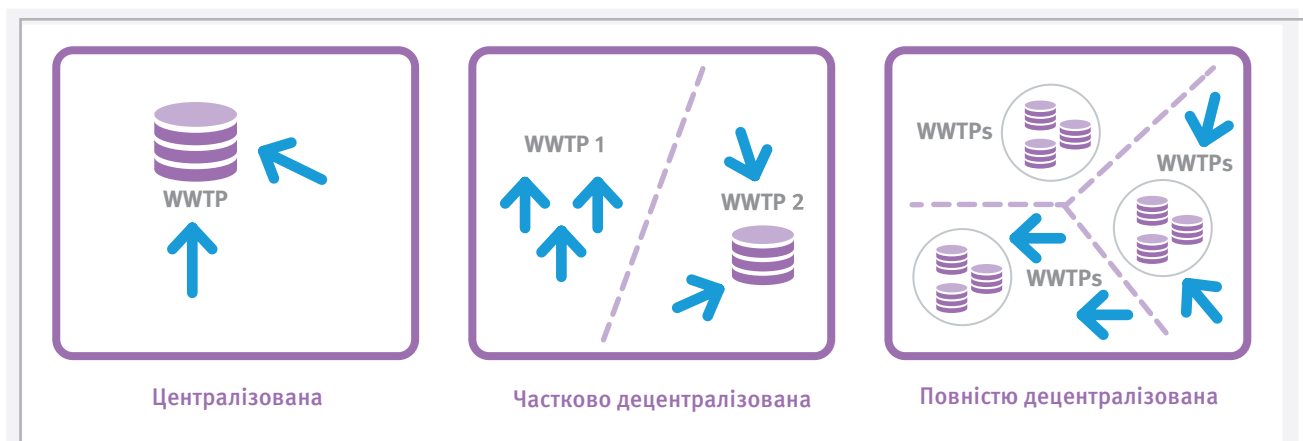 WWTP
WWTP 1
WWTP 2
WWTPs
WWTPs
WWTPs
Централізована
Частково децентралізована
Повністю децентралізована